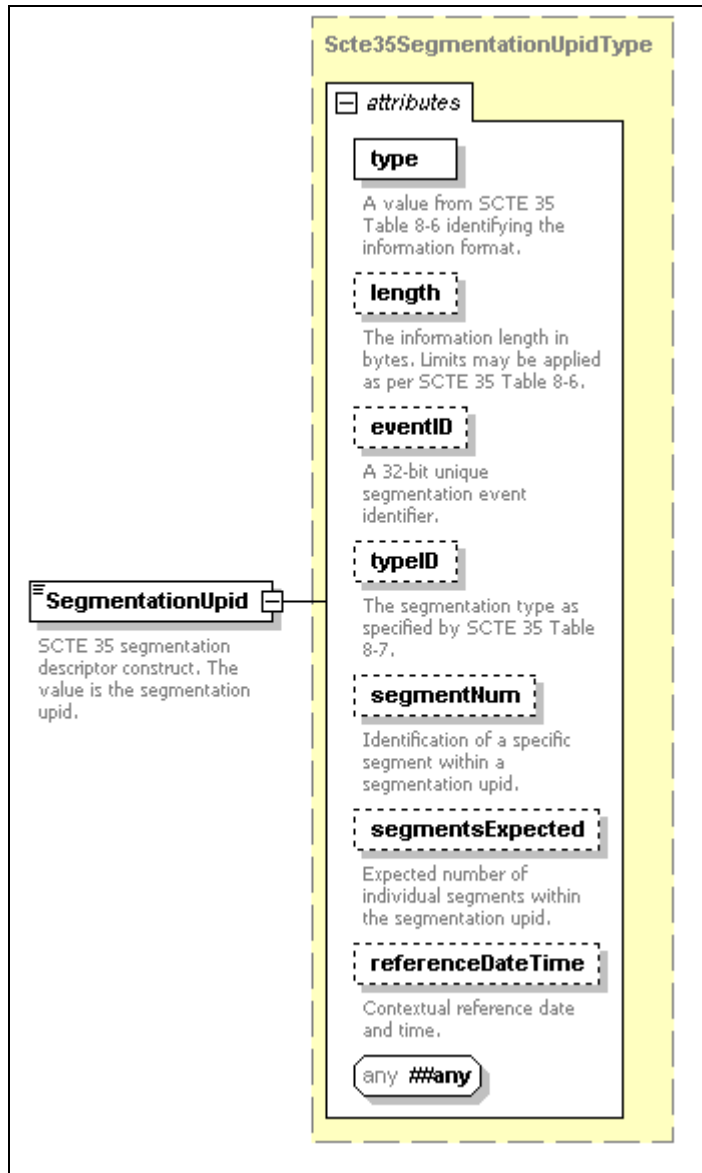 Scte35SegmentationUpidType
attributes
type
A value from SCTE 35
Table 8-6 identifying the
information format.
length
The information length in
bytes. Limits may be applied
as per SCTE 35 Table 8-6.
eventID
A 32-bit unique
segmentation event
identifier.
typeID
The segmentation type as
specified by SCTE 35 Table
8-7.
SegmentationUpid
SCTE 35 segmentation
descriptor construct. The
value is the segmentation
upid.
segmentNum
Identification of a specific
segment within a
segmentation upid.
segmentsExpected
Expected number of
individual segments within
the segmentation upid.
referenceDateTime
Contextual reference date
and time.
any ##any